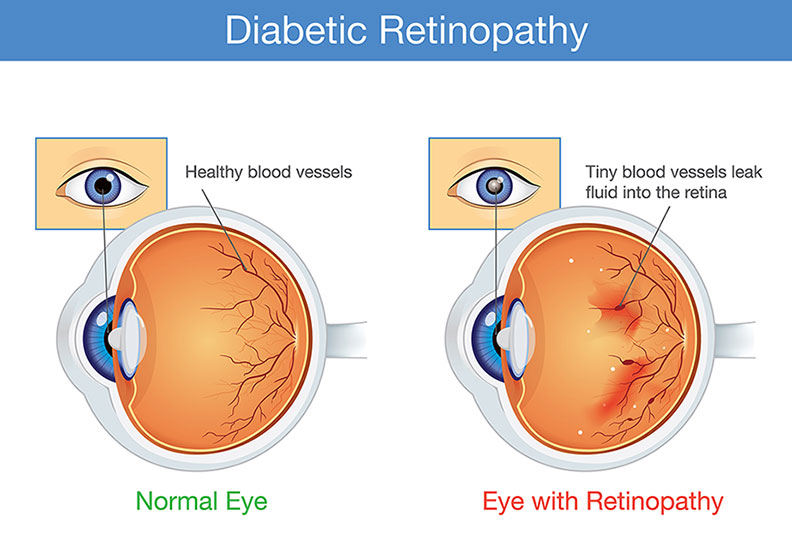 Diabetic Retinopathy
Healthy blood vessels
Tiny blood vessels leak
fluid into the retina
Normal Eye
Eye with Retinopathy